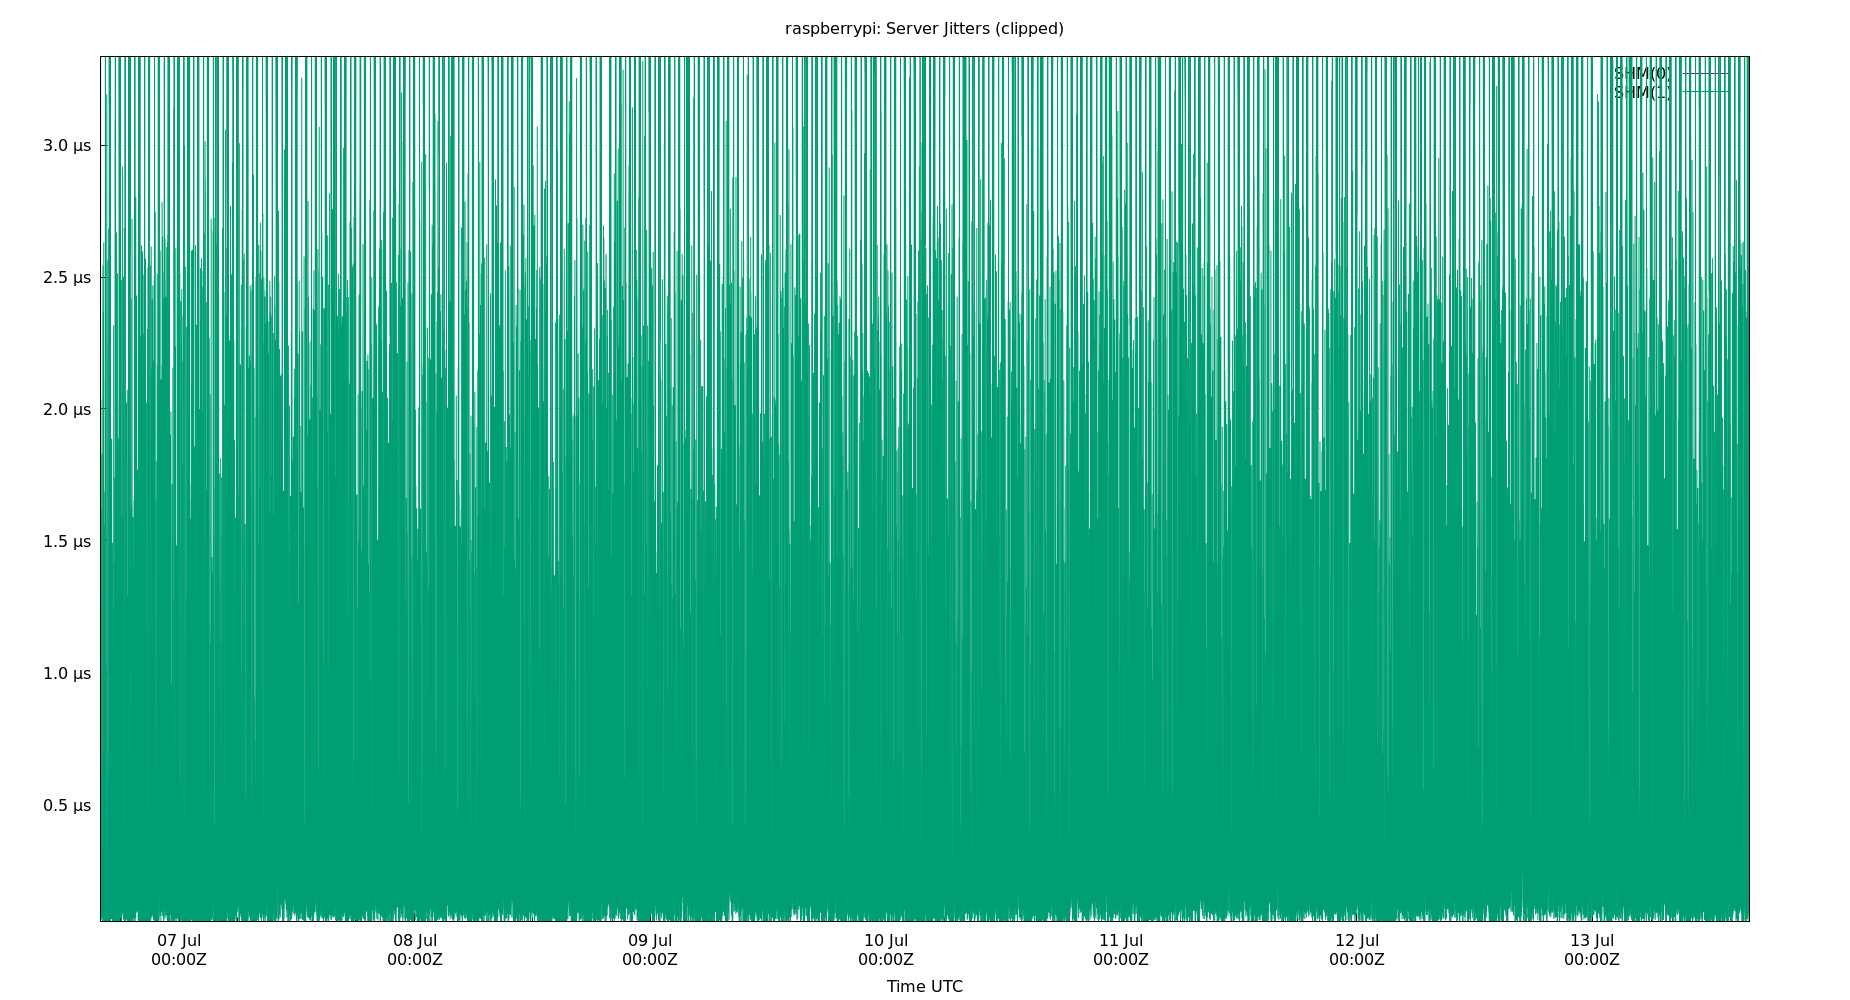 raspberrypi: Server Jitters (clipped)
SHM(0)
SHM(1)
3.0 µs
2.5 µs
2.0 µs
1.5 µs
1.0 µs
0.5 µs
07 Jul
00:00Z
08 Jul
00:00Z
09 Jul
00:00Z
10 Jul
00:00Z
11 Jul
00:00Z
12 Jul
00:00Z
13 Jul
00:00Z
Time UTC